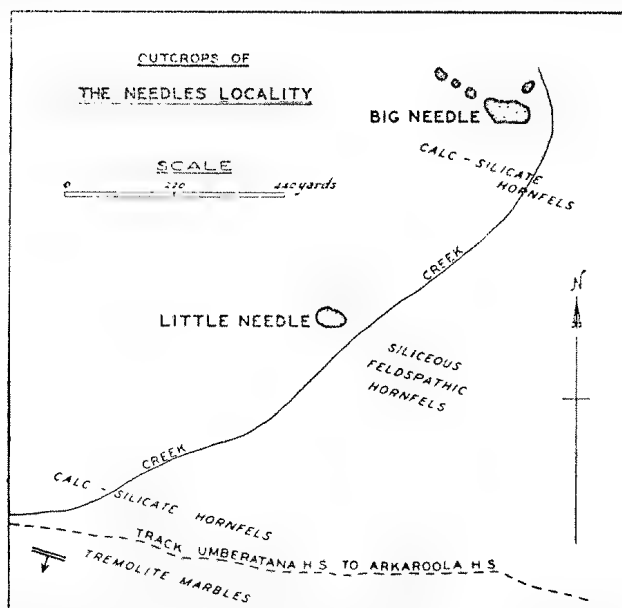 OUTCROPS OF
THE NEEDLES LOCALITY
BIG NEEDLE
SCALE
0 220 440 yards
CALC - SILICATE
HORNFELS
CREEK
N
LITTLE NEEDLE
SILICEOUS
FELDSPATHIC
HORNFELS
CREEK
CALC - SILICATE HORNFELS
TRACK UMBERATANA H.S. TO ARKAROOLA H.S.
TREMOLITE MARBLES